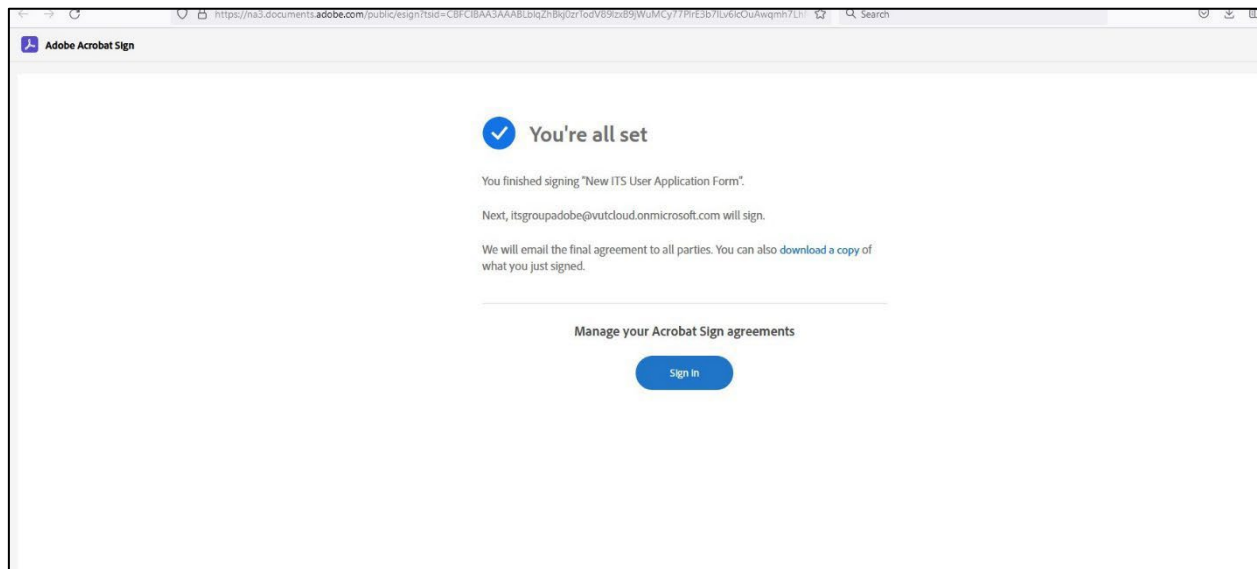 https://na3.documents.adobe.com/public/esign?tsid= Search
Adobe Acrobat Sign
You're all set
You finished signing "New ITS User Application Form".
Next, itsgroupadobe@vutcloud.onmicrosoft.com will sign.
We will email the final agreement to all parties. You can also download a copy of
what you just signed.
Manage your Acrobat Sign agreements
Sign In